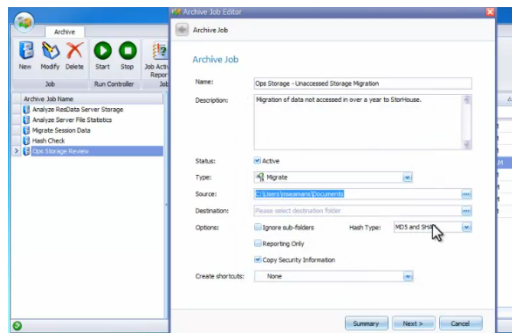 Archive Job Editor
Archive
Archive Job
New Modify Delete Start Stop Job Activity
Report
Job Run Controller
Archive Job
Name: Ops Storage - Unaccessed Storage Migration
Description: Migration of data not accessed in over a year to StorHouse.
Archive Job Name
Analyze ResData Server Storage
Analyze Server File Statistics
Migrate Session Data
Hash Check
Ops Storage Review
Status: Active
Type: Migrate
Source:
Destination: Please select destination folder
Options: Ignore sub-folders Hash Type: MD5 and SHA
Reporting Only
Copy Security Information
Create shortcuts: None
Summary Next > Cancel